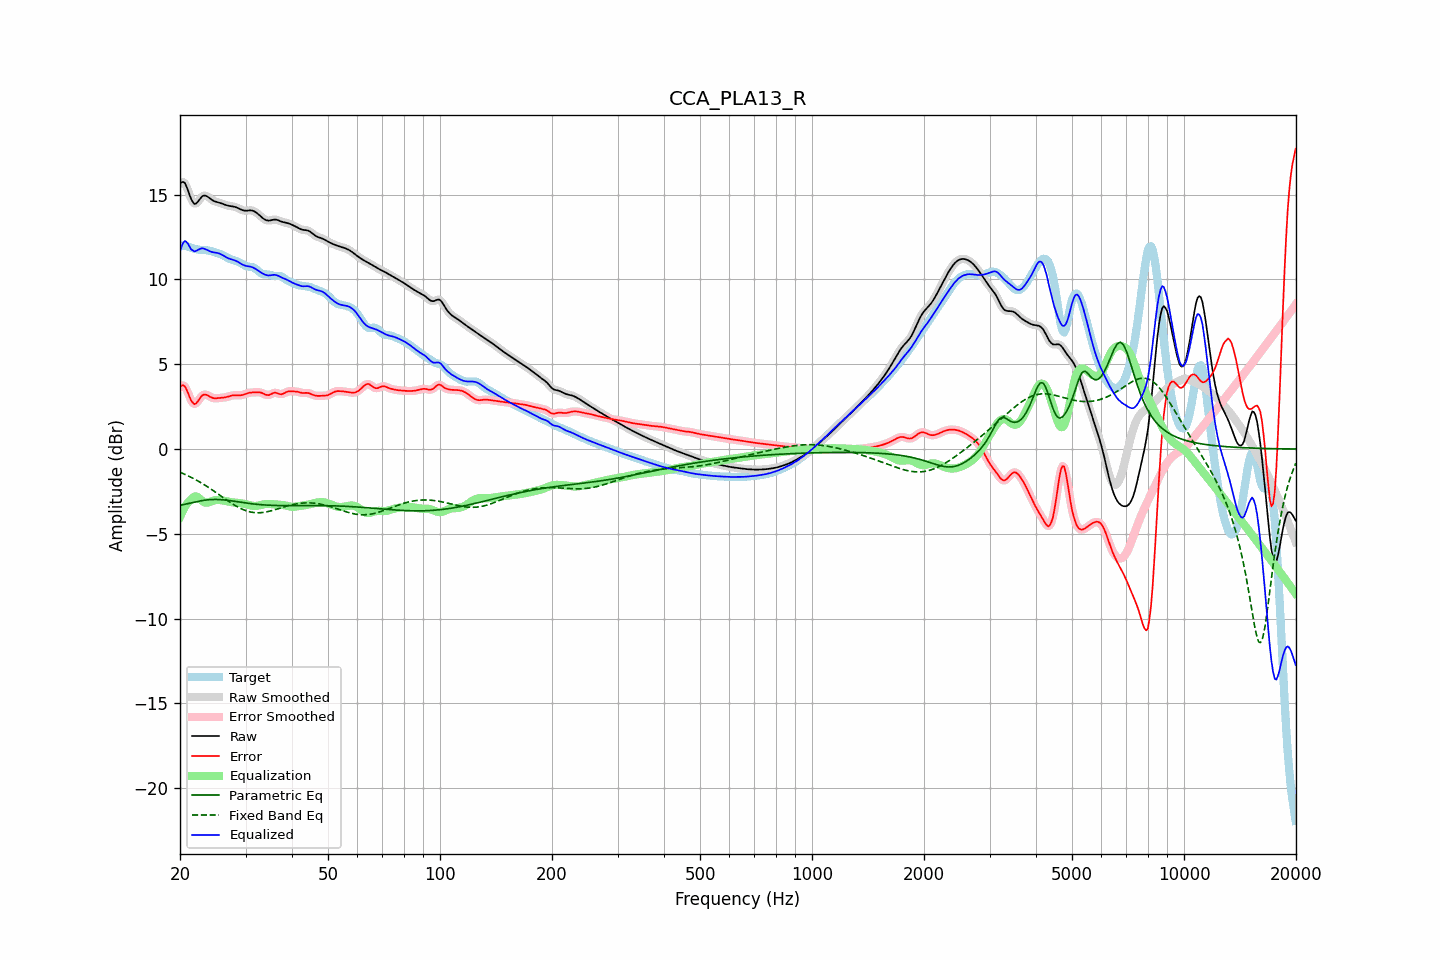 CCA_PLA13_R
Amplitude (dBr)
15
10
5
0
−5
−10
−15
−20
Target
Raw Smoothed
Error Smoothed
Raw
Error
Equalization
Parametric Eq
Fixed Band Eq
Equalized
20 50 100 200 500 1000 2000 5000 10000 20000
Frequency (Hz)